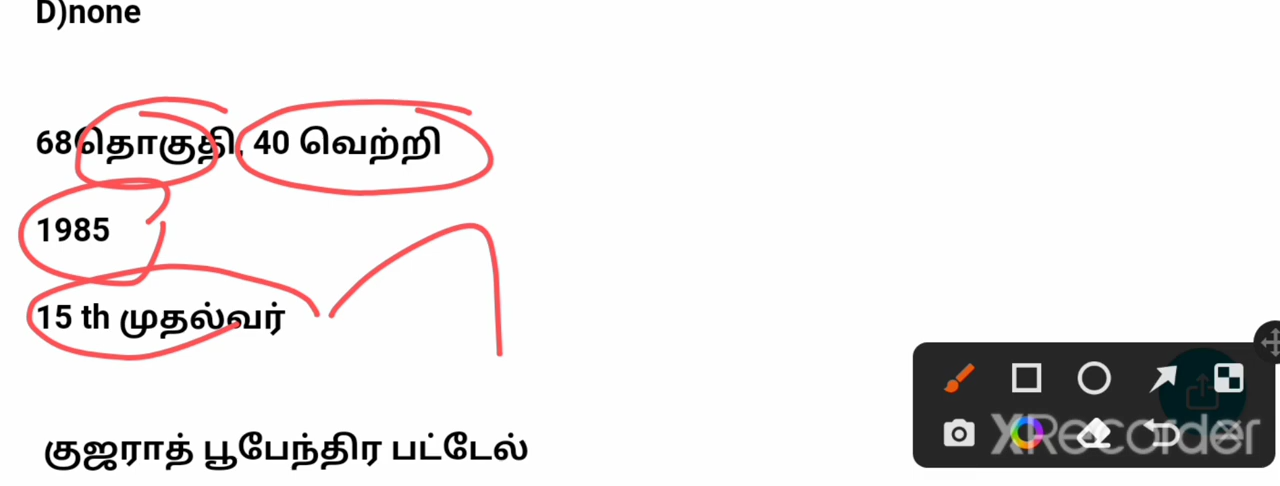 D)none
68தொகுதி, 40 வெற்றி
1985
15 th முதல்வர்
குஜராத் பூபேந்திர பட்டேல்
XRecorder